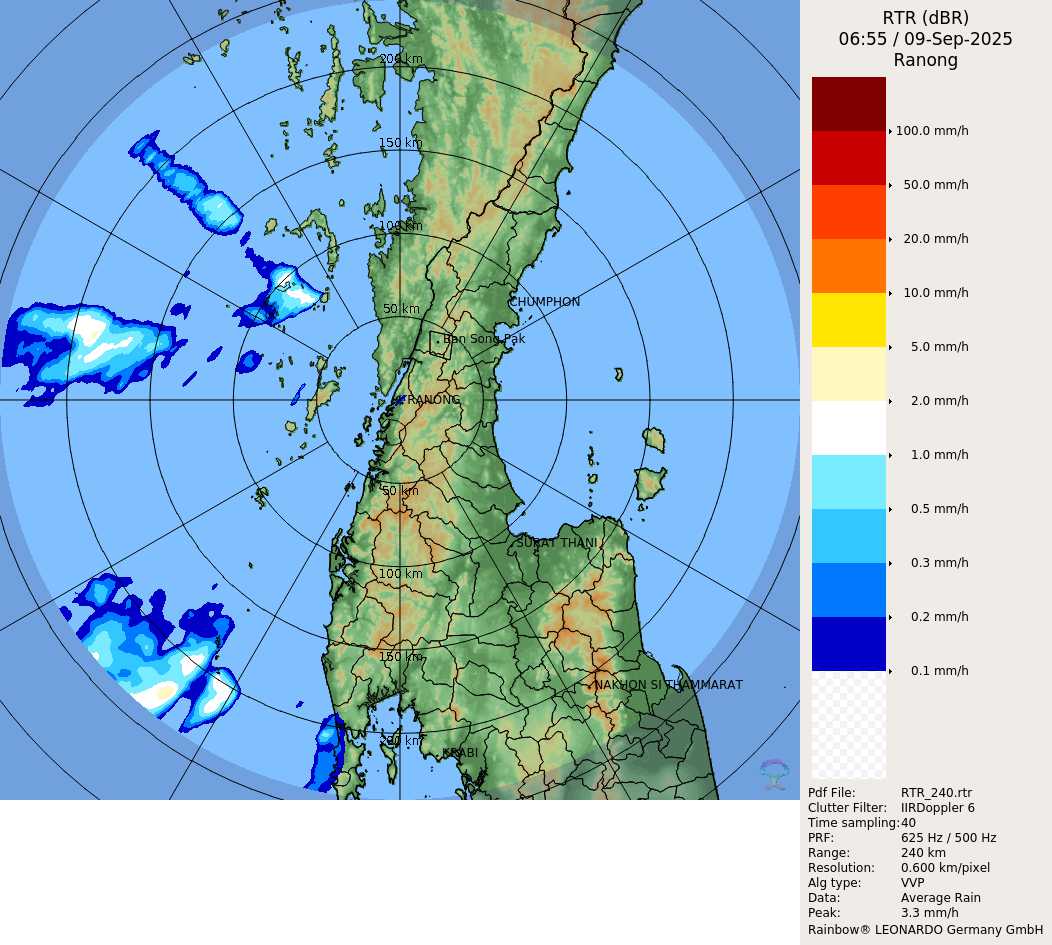 RTR (dBR)
06:55 / 09-Sep-2025
Ranong
100.0 mm/h
50.0 mm/h
20.0 mm/h
10.0 mm/h
5.0 mm/h
2.0 mm/h
1.0 mm/h
0.5 mm/h
0.3 mm/h
0.2 mm/h
0.1 mm/h
200 km
150 km
100 km
50 km
CHUMPHON
Ban Song Pak
RANONG
50 km
SURAT THANI
100 km
150 km
NAKHON SI THAMMARAT
200 km
KRABI
Pdf File: RTR_240.rtr
Clutter Filter: IIRDoppler 6
Time sampling:40
PRF: 625 Hz / 500 Hz
Range: 240 km
Resolution: 0.600 km/pixel
Alg type: VVP
Data: Average Rain
Peak: 3.3 mm/h
Rainbow® LEONARDO Germany GmbH